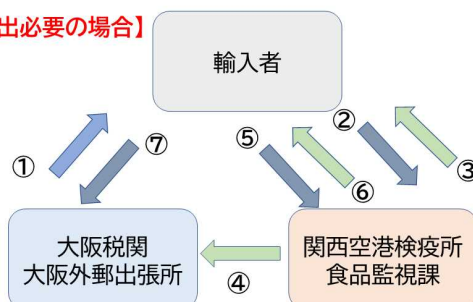 出必要の場合】
輸入者
①
⑦
⑤
②
⑥
③
大阪税関
大阪外郵出張所
④
関西空港検疫所
食品監視課